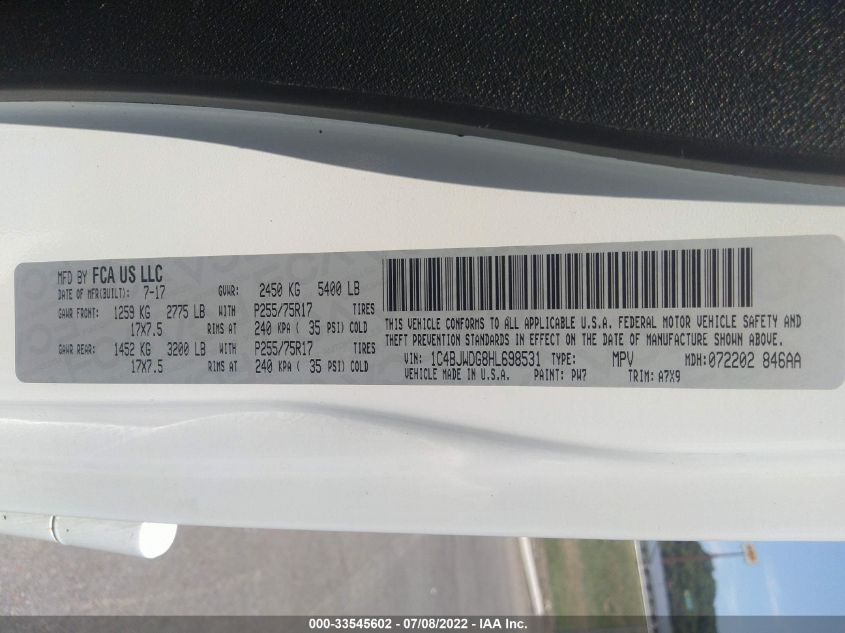 MFD BY FCA US LLC
DATE OF MFR(BUILT): 7-17 GVWR: 2450 KG 5400 LB
GAWR FRONT: 1259 KG 2775 LB WITH P255/75R17 TIRES
17X7.5 RIMS AT 240 KPA ( 35 PSI) COLD
GAWR REAR: 1452 KG 3200 LB WITH P255/75R17 TIRES
17X7.5 RIMS AT 240 KPA ( 35 PSI) COLD
THIS VEHICLE CONFORMS TO ALL APPLICABLE U.S.A. FEDERAL MOTOR VEHICLE SAFETY AND
THEFT PREVENTION STANDARDS IN EFFECT ON THE DATE OF MANUFACTURE SHOWN ABOVE.
VIN: 1C4BJWDG8HL698531 TYPE: MPV MDH: 072202 846AA
VEHICLE MADE IN U.S.A. PAINT: PW7 TRIM: A7X9
000-33545602 - 07/08/2022 - IAA Inc.